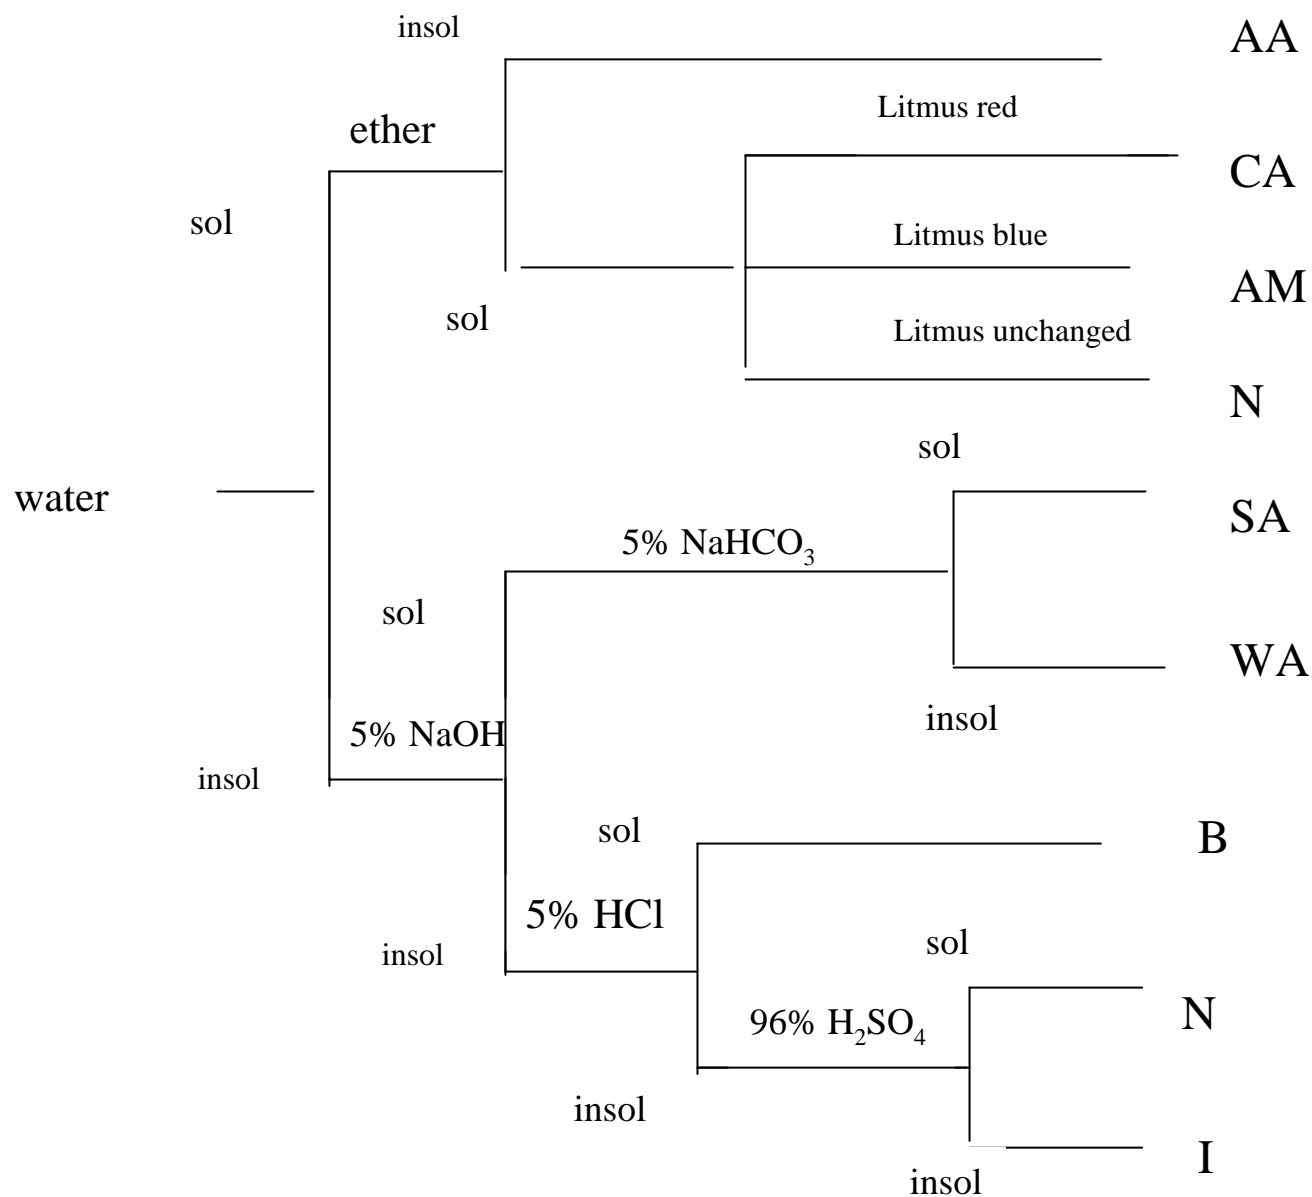 insol
AA
Litmus red
ether
CA
sol
Litmus blue
AM
sol
Litmus unchanged
N
sol
water
SA
5% NaHCO₃
sol
WA
insol
5% NaOH
insol
sol
B
5% HCl
insol
sol
96% H₂SO₄
N
insol
I
insol